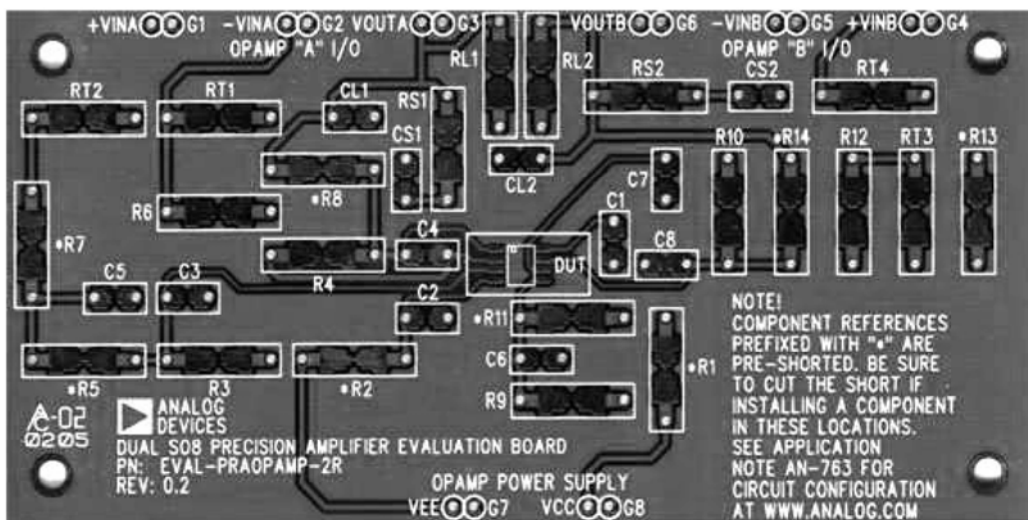 +VINA G1 -VINA G2 VOUTA G3 VOUTB G6 -VINB G5 +VINB G4
OPAMP "A" I/O OPAMP "B" I/O
RL1 RL2
RT2 RT1 CL1 RS1 RS2 CS2 RT4
CS1 R10 *R14 R12 RT3 *R13
CL2 C7
*R8
R6 C1
*R7 C4 C8
DUT
C5 C3 R4
C2 *R11
NOTE!
COMPONENT REFERENCES
PREFIXED WITH "*" ARE
PRE-SHORTED. BE SURE
TO CUT THE SHORT IF
INSTALLING A COMPONENT
IN THESE LOCATIONS.
SEE APPLICATION
NOTE AN-763 FOR
CIRCUIT CONFIGURATION
AT WWW.ANALOG.COM
C6 *R1
*R5 R3 *R2 R9
AC-02
0205
ANALOG
DEVICES
DUAL SO8 PRECISION AMPLIFIER EVALUATION BOARD
PN: EVAL-PRAOPAMP-2R
REV: 0.2
OPAMP POWER SUPPLY
VEE G7 VCC G8